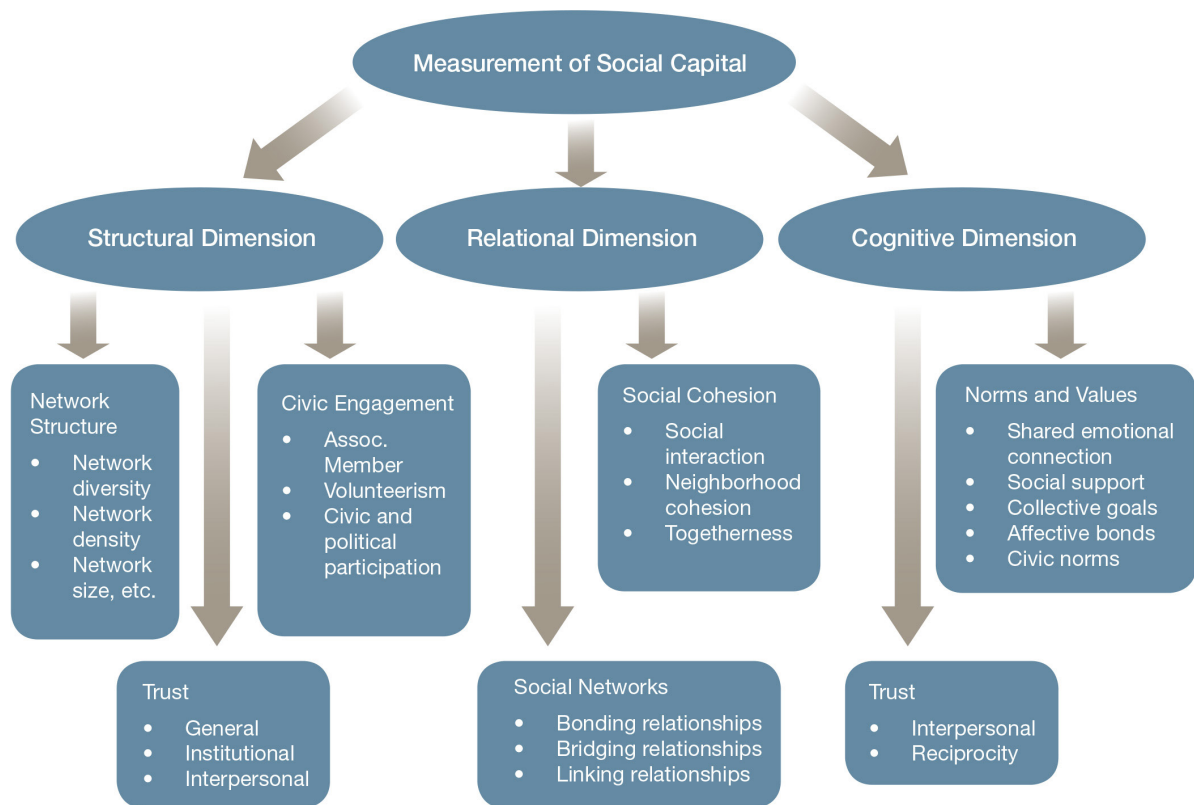 Measurement of Social Capital
Structural Dimension
Relational Dimension
Cognitive Dimension
Network
Structure
• Network
diversity
• Network
density
• Network
size, etc.
Civic Engagement
• Assoc.
Member
• Volunteerism
• Civic and
political
participation
Social Cohesion
• Social
interaction
• Neighborhood
cohesion
• Togetherness
Norms and Values
• Shared emotional
connection
• Social support
• Collective goals
• Affective bonds
• Civic norms
Trust
• General
• Institutional
• Interpersonal
Social Networks
• Bonding relationships
• Bridging relationships
• Linking relationships
Trust
• Interpersonal
• Reciprocity